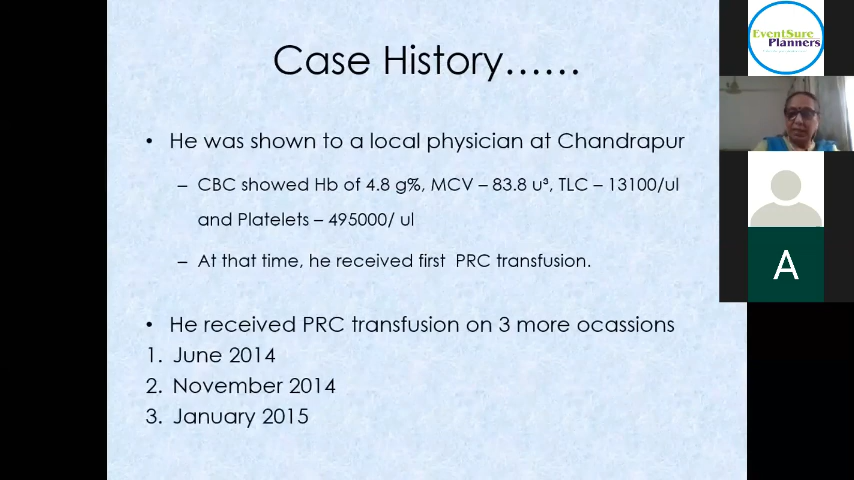 Case History......
• He was shown to a local physician at Chandrapur
– CBC showed Hb of 4.8 g%, MCV – 83.8 u³, TLC – 13100/ul
and Platelets – 495000/ ul
– At that time, he received first PRC transfusion.
• He received PRC transfusion on 3 more ocassions
1. June 2014
2. November 2014
3. January 2015
EventSure
Planners
A